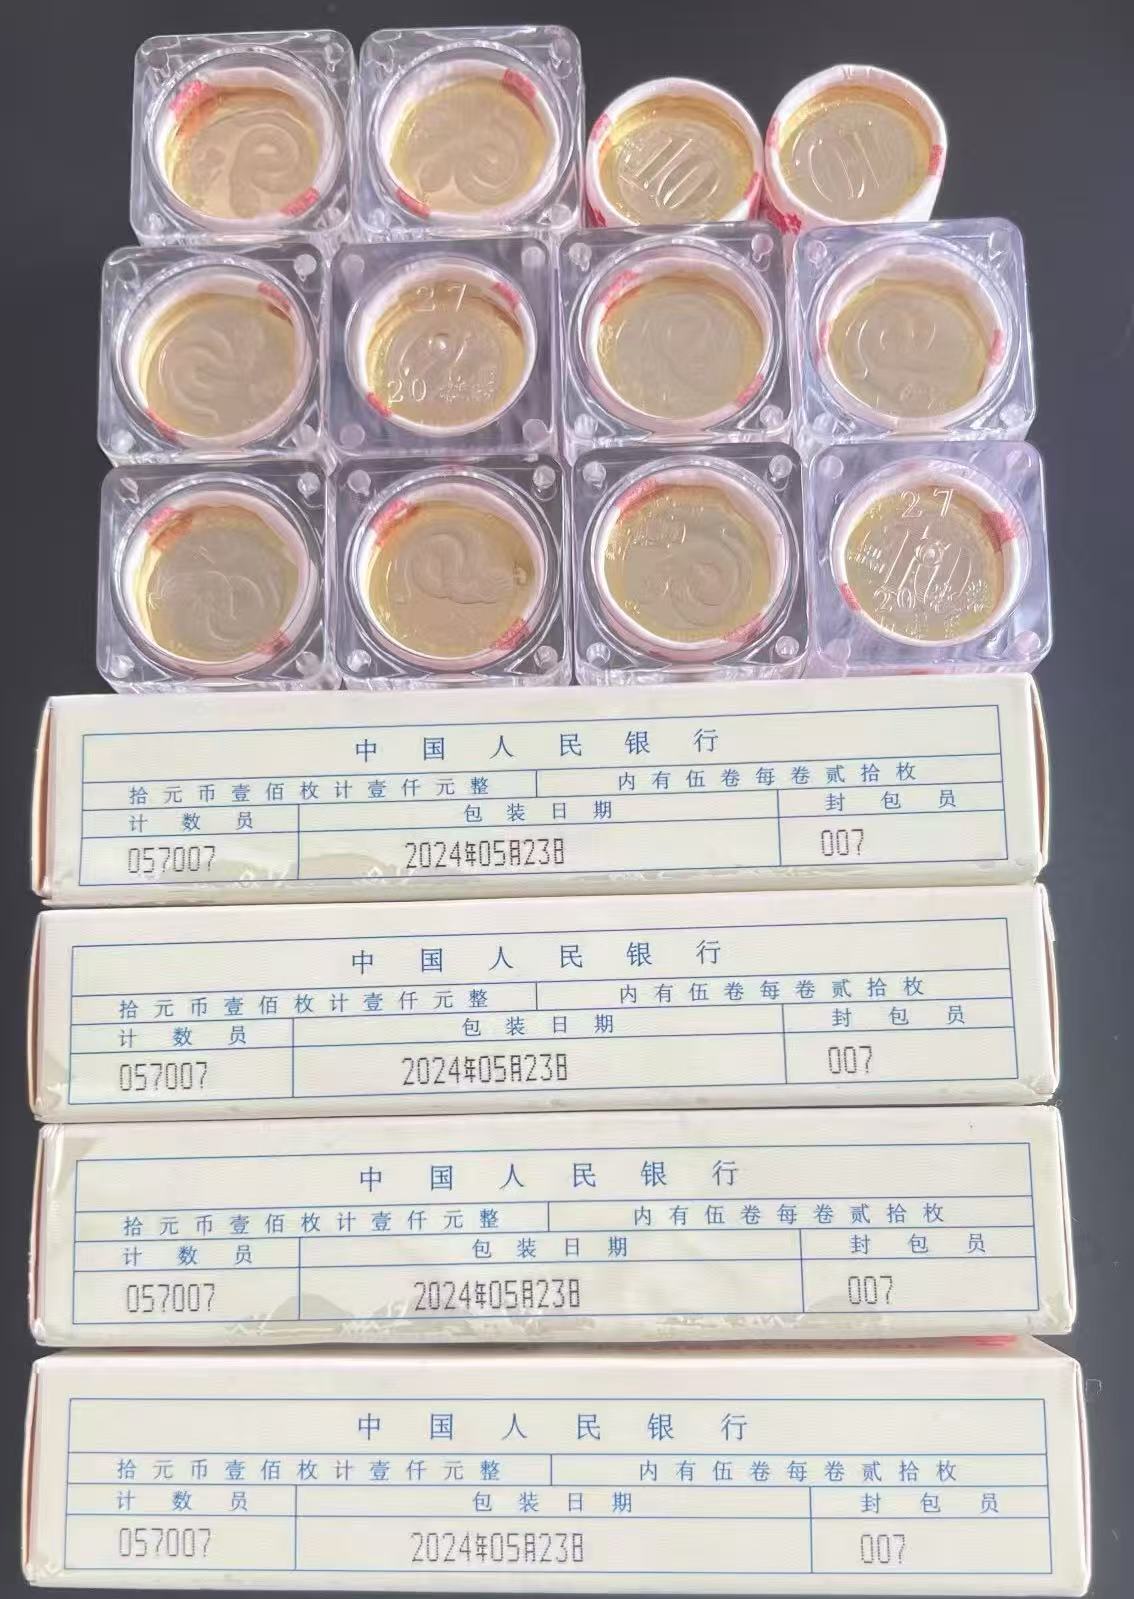 10
10
27
20
27
10
20
中国人民银行
拾元币壹佰枚计壹仟元整 内有伍卷每卷贰拾枚
计数员 包装日期 封包员
057007 2024年05月23日 007
中国人民银行
拾元币壹佰枚计壹仟元整 内有伍卷每卷贰拾枚
计数员 包装日期 封包员
057007 2024年05月23日 007
中国人民银行
拾元币壹佰枚计壹仟元整 内有伍卷每卷贰拾枚
计数员 包装日期 封包员
057007 2024年05月23日 007
中国人民银行
拾元币壹佰枚计壹仟元整 内有伍卷每卷贰拾枚
计数员 包装日期 封包员
057007 2024年05月23日 007